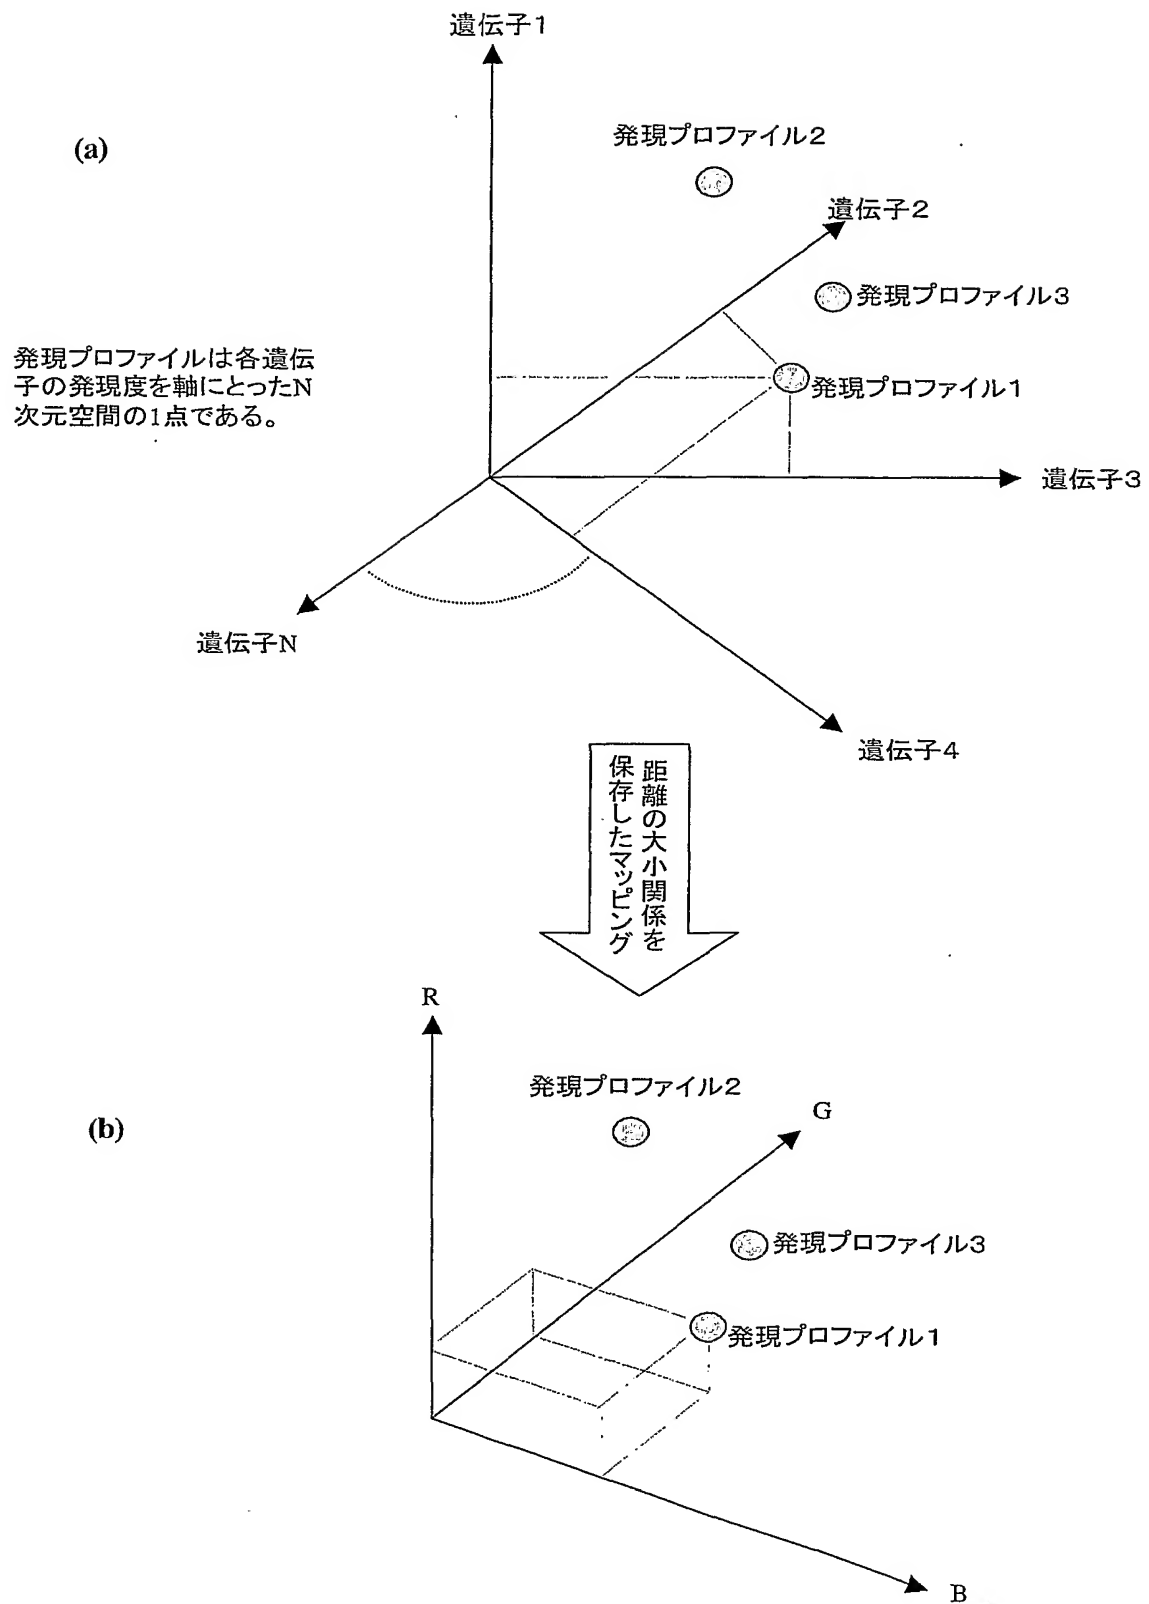 遺伝子1
(a)
発現プロファイル2
遺伝子2
発現プロファイル3
発現プロファイルは各遺伝
子の発現度を軸にとったN
次元空間の1点である。
発現プロファイル1
遺伝子3
遺伝子N
遺伝子4
距離の大小関係を
保存したマッピング
R
発現プロファイル2
G
(b)
発現プロファイル3
発現プロファイル1
B